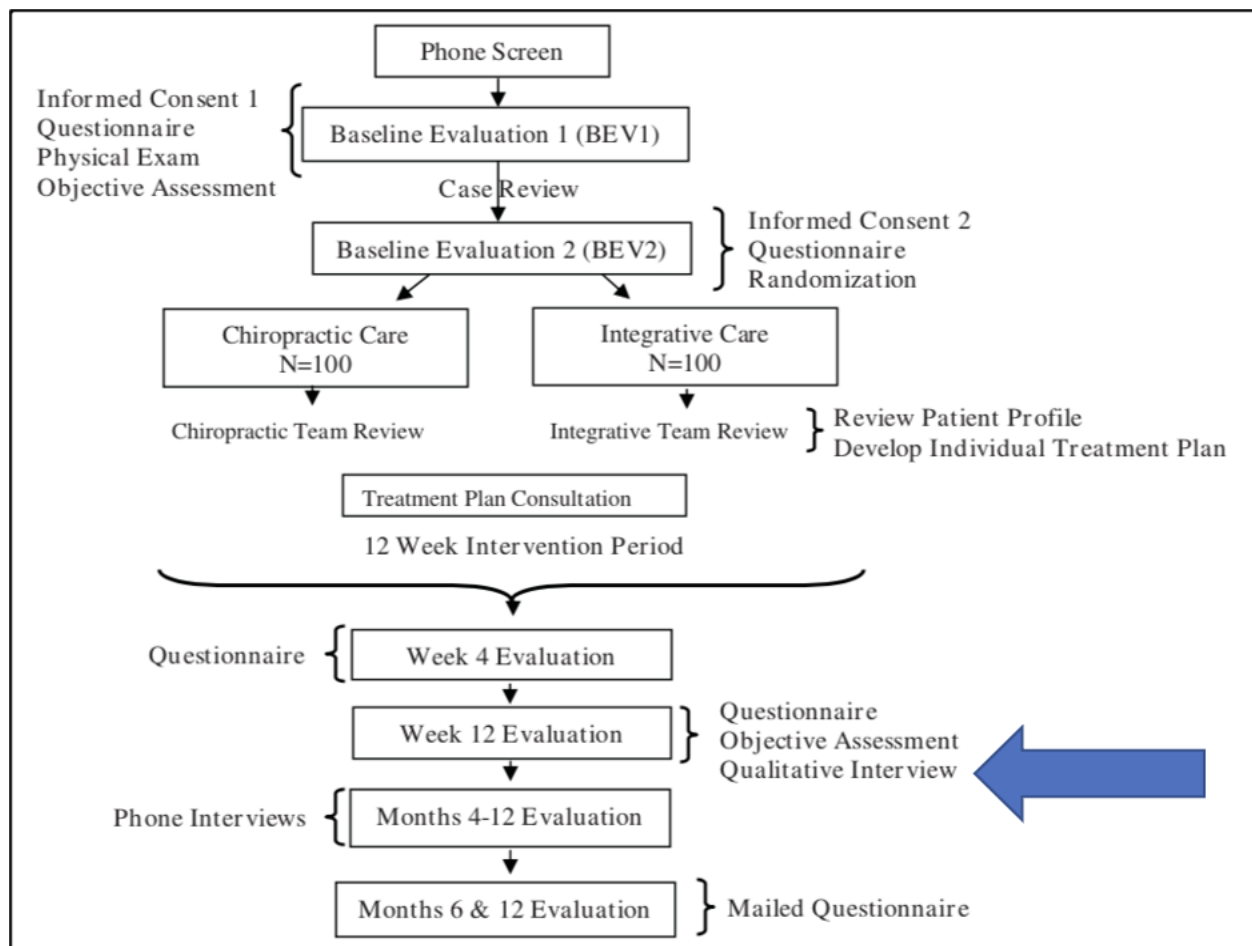 Phone Screen
Informed Consent 1
Questionnaire
Physical Exam
Objective Assessment
Baseline Evaluation 1 (BEV1)
Case Review
Baseline Evaluation 2 (BEV2)
Informed Consent 2
Questionnaire
Randomization
Chiropractic Care
N=100
Integrative Care
N=100
Chiropractic Team Review
Integrative Team Review
Review Patient Profile
Develop Individual Treatment Plan
Treatment Plan Consultation
12 Week Intervention Period
Questionnaire
Week 4 Evaluation
Week 12 Evaluation
Questionnaire
Objective Assessment
Qualitative Interview
Phone Interviews
Months 4-12 Evaluation
Months 6 & 12 Evaluation
Mailed Questionnaire